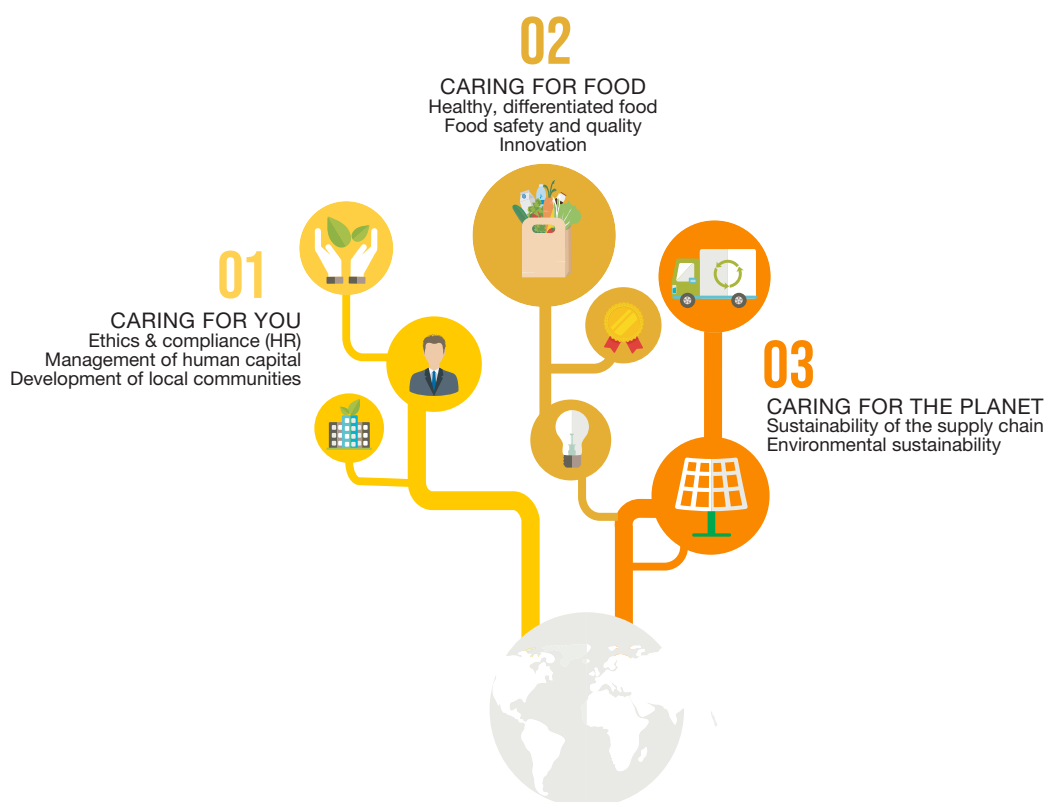 01
CARING FOR YOU
Ethics & compliance (HR)
Management of human capital
Development of local communities
02
CARING FOR FOOD
Healthy, differentiated food
Food safety and quality
Innovation
03
CARING FOR THE PLANET
Sustainability of the supply chain
Environmental sustainability